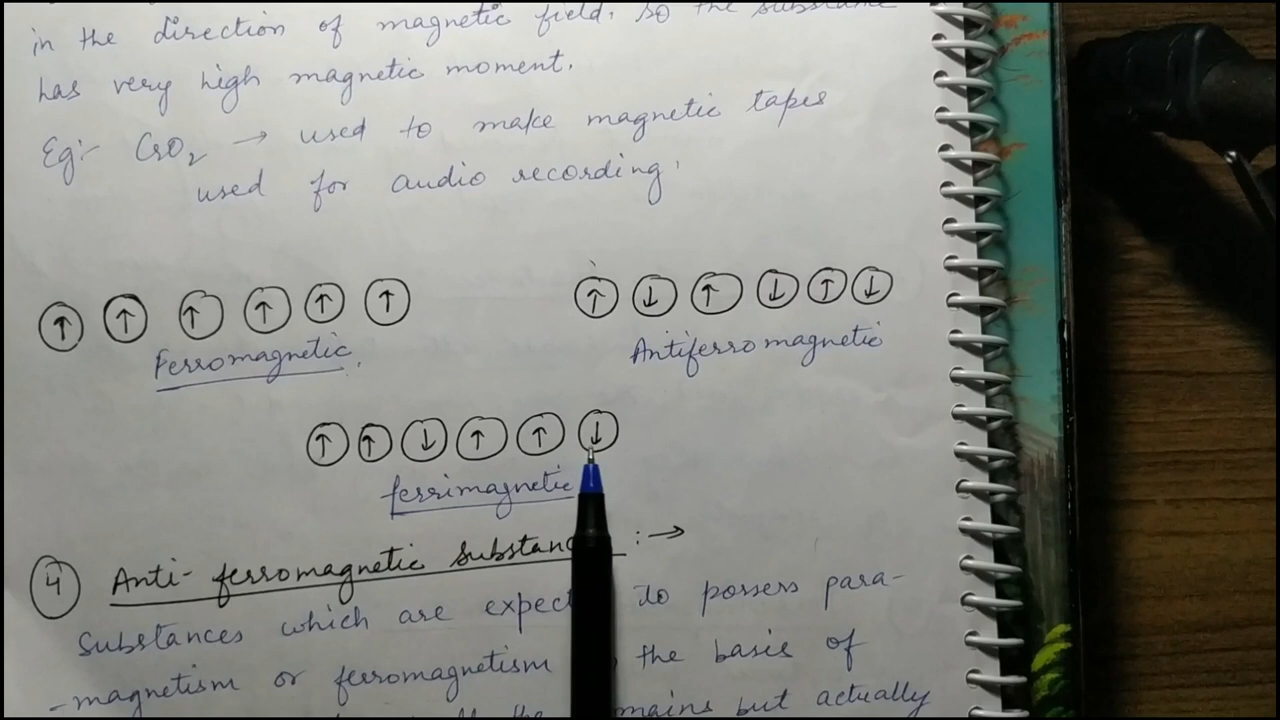 in the direction of magnetic field. so the substance
has very high magnetic moment.
Eg:- CrO2 → used to make magnetic tapes
used for audio recording.
↑ ↑ ↑ ↑ ↑ ↑
Ferromagnetic.
↑ ↓ ↑ ↓ ↑ ↓
Antiferromagnetic
↑ ↑ ↓ ↑ ↑ ↓
ferrimagnetic
4 Anti-ferromagnetic substanc :→
Substances which are expect to possers para-
-magnetism or ferromagnetism the basis of
mains but actually